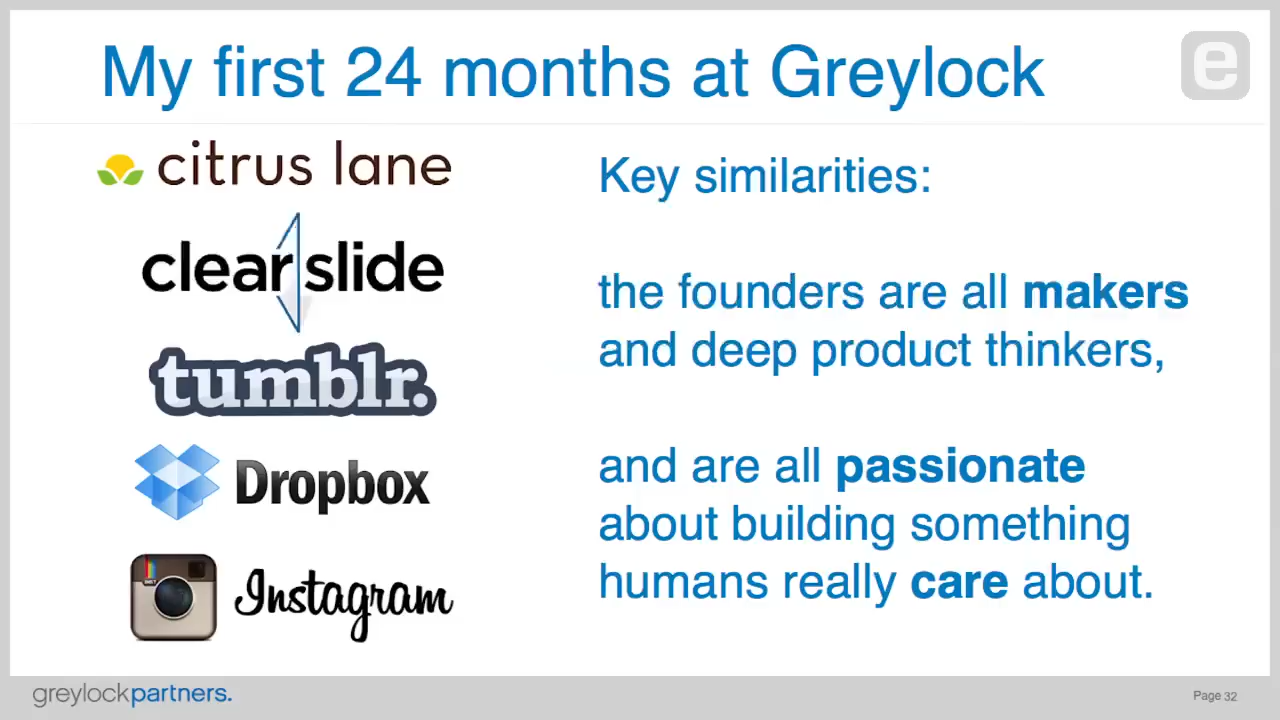 My first 24 months at Greylock
e
citrus lane
clearslide
tumblr.
Dropbox
INST
Instagram
Key similarities:
the founders are all makers
and deep product thinkers,
and are all passionate
about building something
humans really care about.
greylockpartners.
Page 32